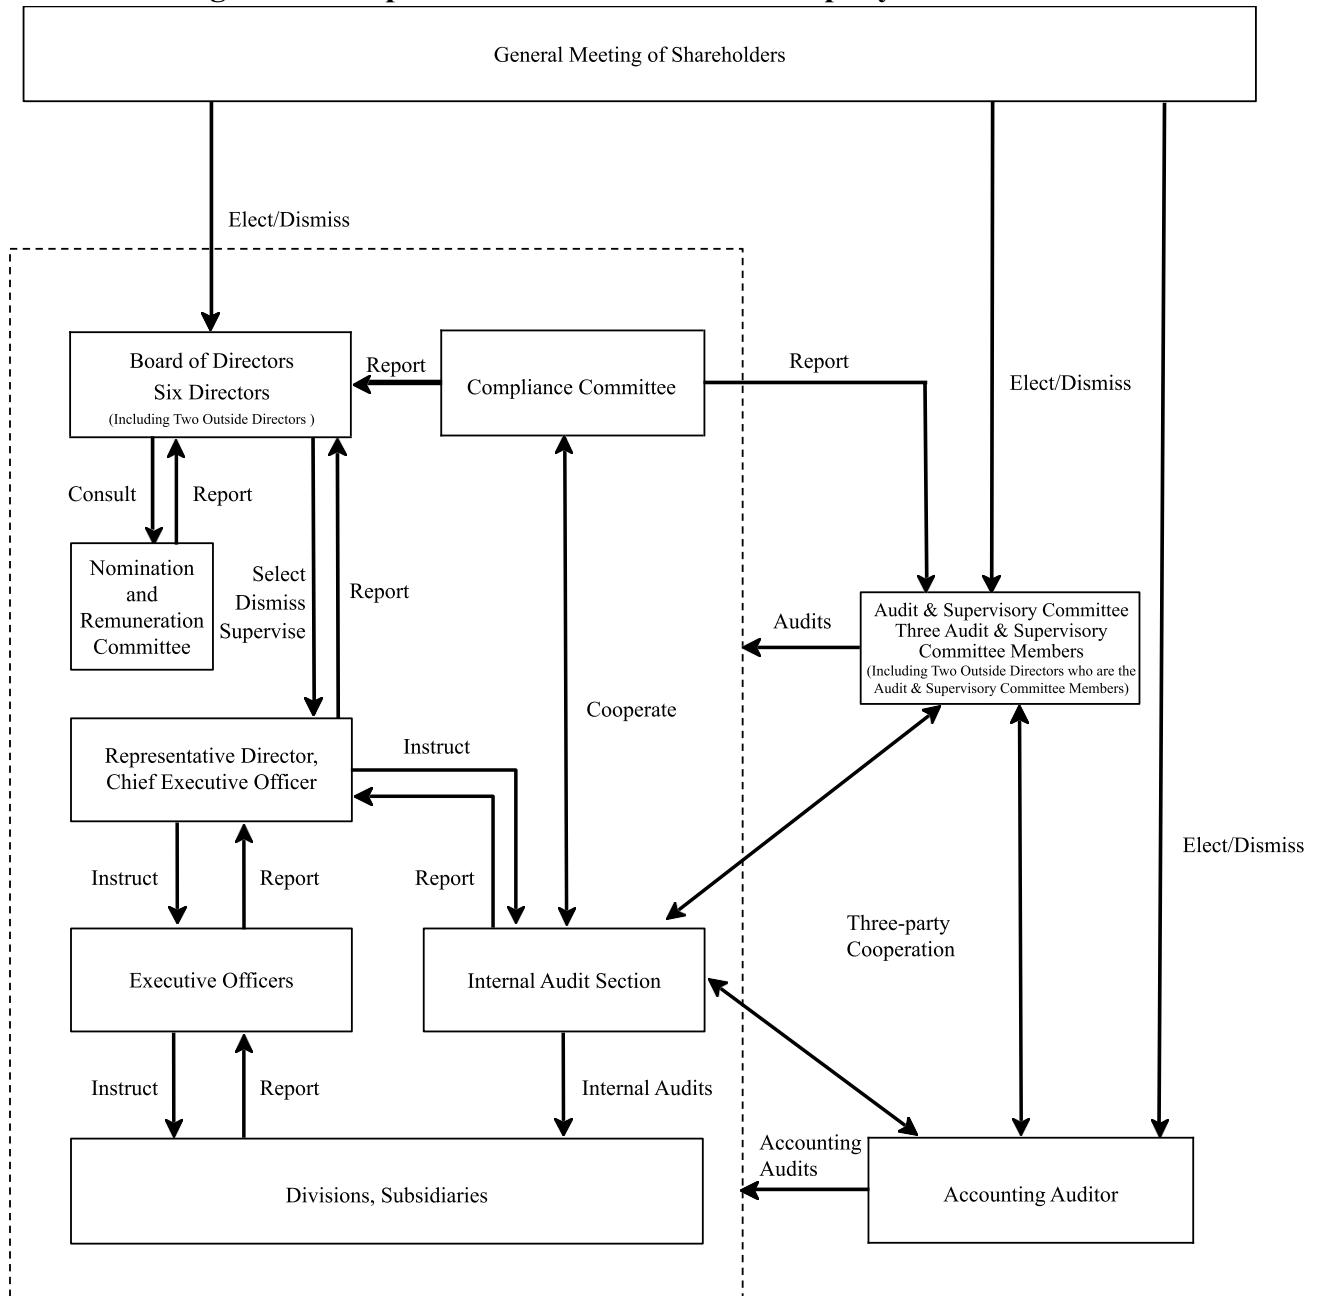 General Meeting of Shareholders
Elect/Dismiss
Board of Directors
Six Directors
(Including Two Outside Directors )
Report
Compliance Committee
Report
Elect/Dismiss
Consult
Report
Nomination
and
Remuneration
Committee
Select
Dismiss
Supervise
Report
Audits
Audit & Supervisory Committee
Three Audit & Supervisory
Committee Members
(Including Two Outside Directors who are the
Audit & Supervisory Committee Members)
Cooperate
Representative Director,
Chief Executive Officer
Instruct
Elect/Dismiss
Instruct
Report
Report
Three-party
Cooperation
Executive Officers
Internal Audit Section
Instruct
Report
Internal Audits
Accounting
Audits
Divisions, Subsidiaries
Accounting Auditor